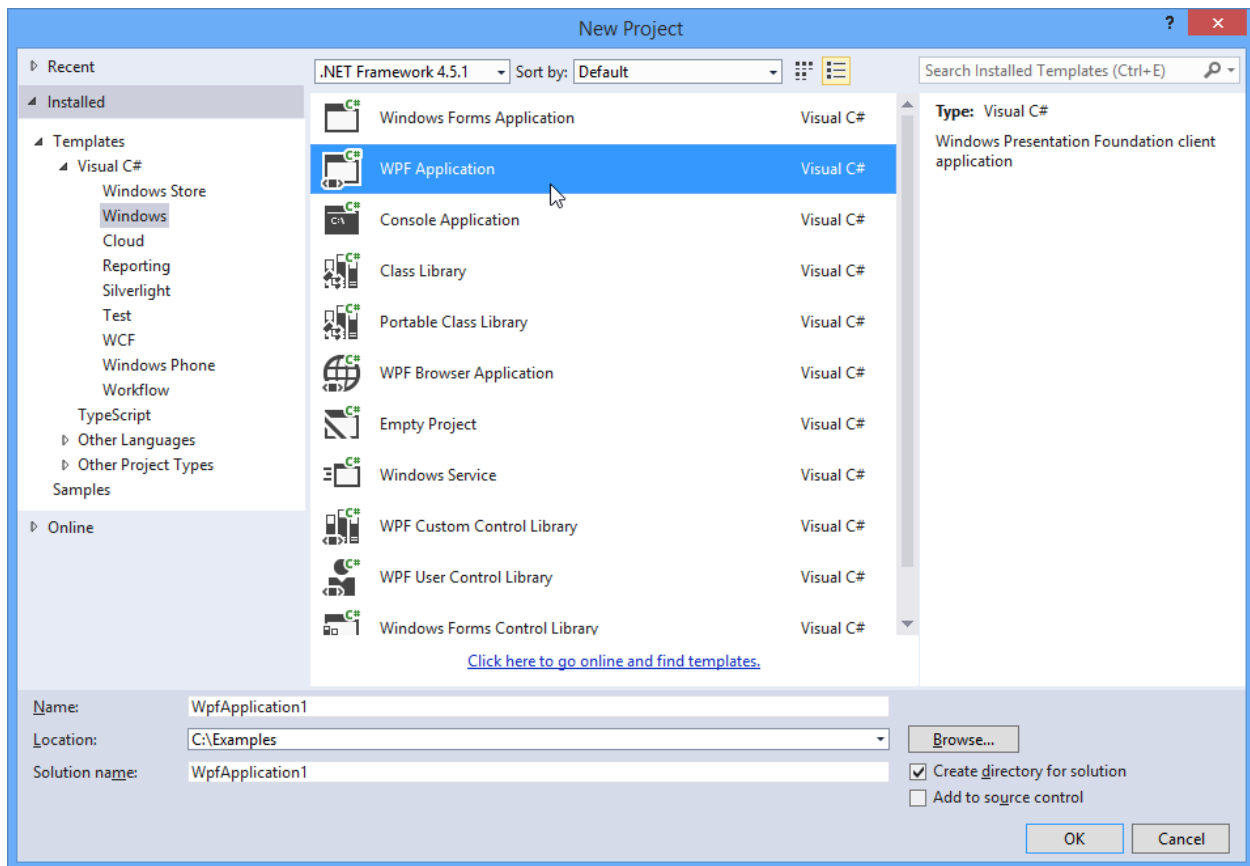 New Project
?
Recent
Installed
Templates
Visual C#
Windows Store
Windows
Cloud
Reporting
Silverlight
Test
WCF
Windows Phone
Workflow
TypeScript
Other Languages
Other Project Types
Samples
Online
.NET Framework 4.5.1 Sort by: Default
C# Windows Forms Application Visual C#
C# WPF Application Visual C#
C# C:\ Console Application Visual C#
C# Class Library Visual C#
C# Portable Class Library Visual C#
C# WPF Browser Application Visual C#
C# Empty Project Visual C#
C# Windows Service Visual C#
C# WPF Custom Control Library Visual C#
C# WPF User Control Library Visual C#
C# Windows Forms Control Library Visual C#
Click here to go online and find templates.
Search Installed Templates (Ctrl+E)
Type: Visual C#
Windows Presentation Foundation client
application
Name: WpfApplication1
Location: C:\Examples Browse...
Solution name: WpfApplication1
Create directory for solution
Add to source control
OK Cancel